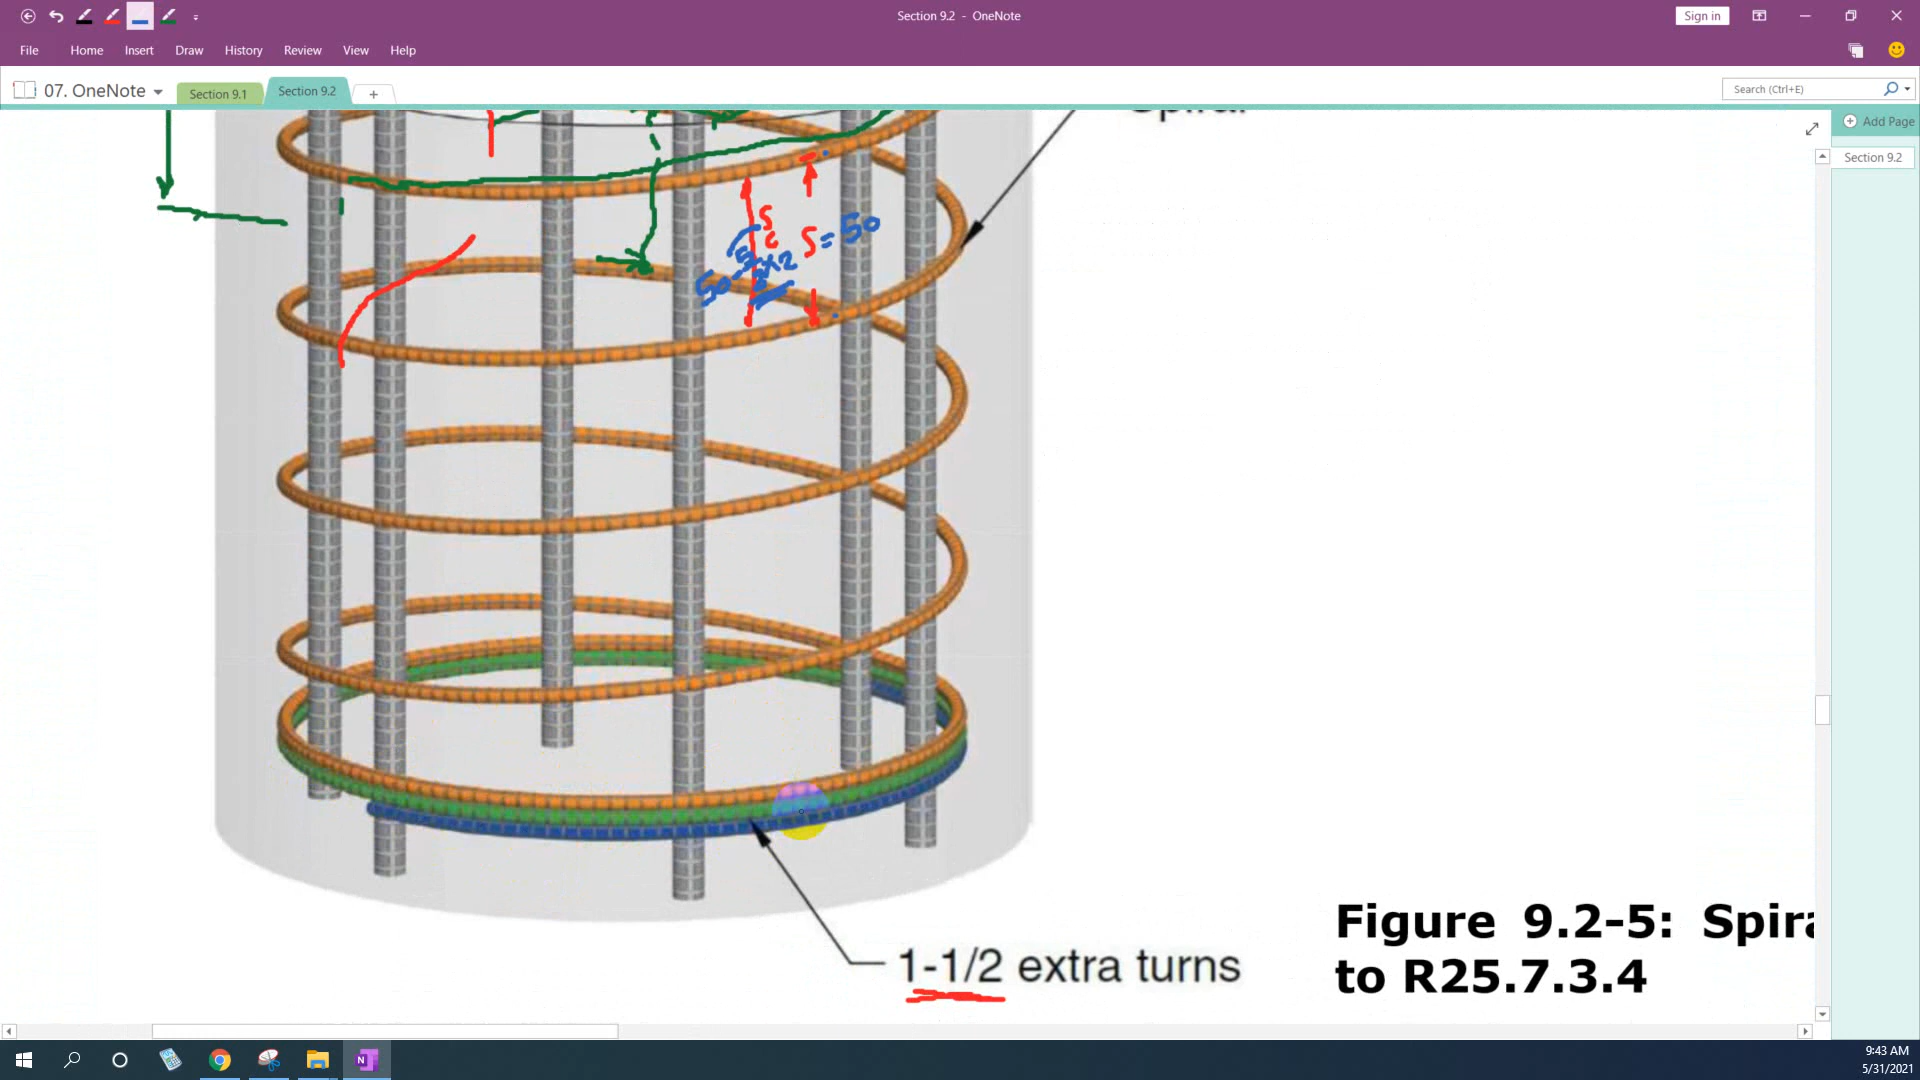 Section 9.2 - OneNote
Sign in
File Home Insert Draw History Review View Help
07. OneNote
Section 9.1
Section 9.2
+
Search (Ctrl+E)
Add Page
Section 9.2
Spiral
S
S = 50
50
1-1/2 extra turns
Figure 9.2-5: Spira
to R25.7.3.4
N
9:43 AM
5/31/2021